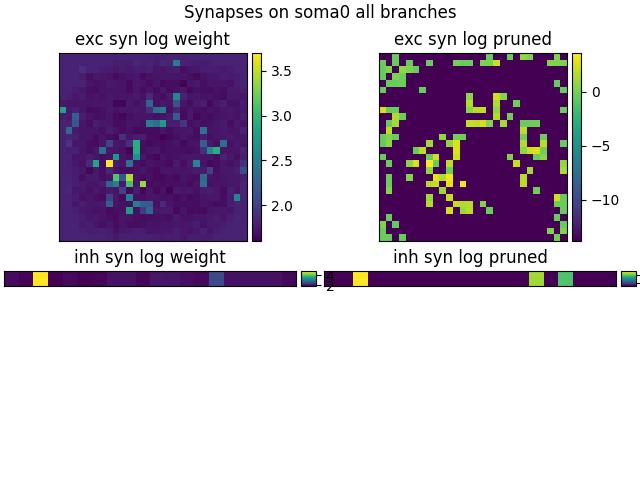 Synapses on soma0 all branches
exc syn log weight
exc syn log pruned
3.5
3.0
2.5
2.0
0
−5
−10
inh syn log weight
inh syn log pruned
2